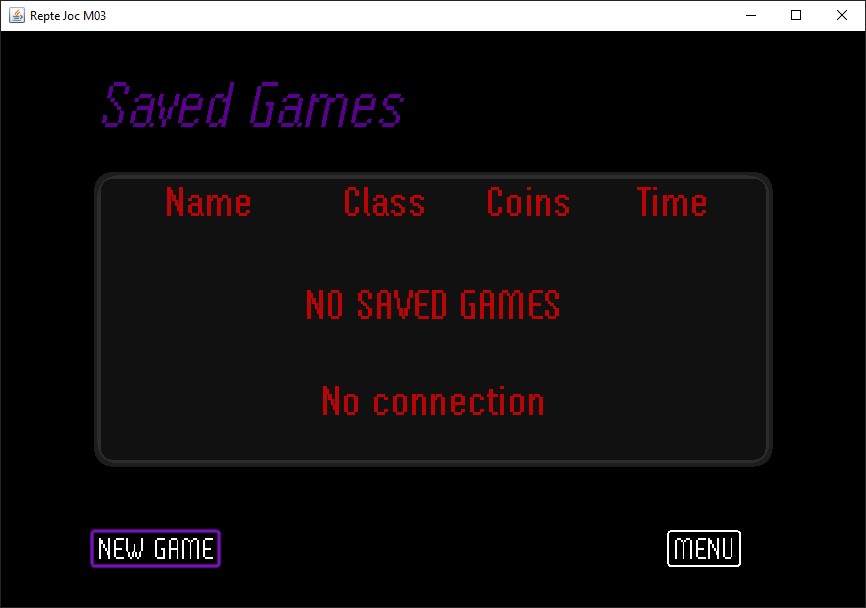 Repte Joc M03
Saved Games
Name Class Coins Time
NO SAVED GAMES
No connection
NEW GAME MENU